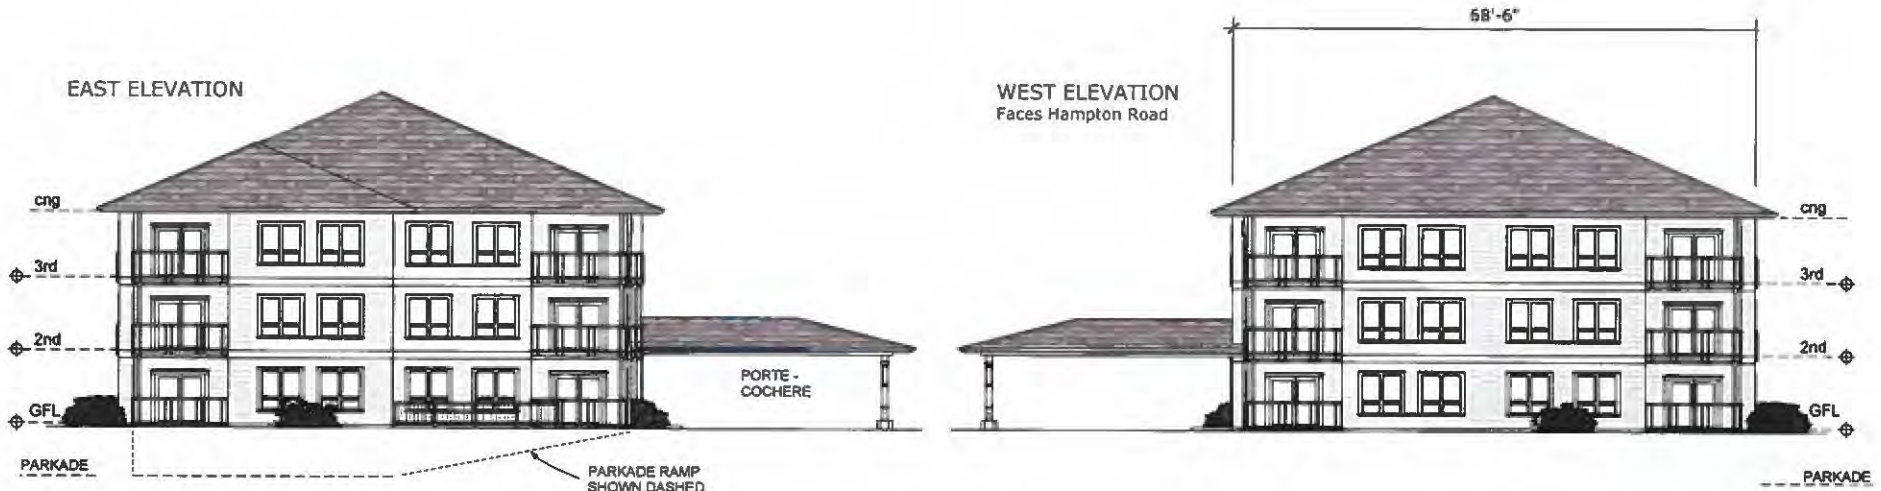 68'-6"
EAST ELEVATION
WEST ELEVATION
Faces Hampton Road
cng
3rd
2nd
GFL
PARKADE
PORTE -
COCHERE
PARKADE RAMP
SHOWN DASHED
cng
3rd
2nd
GFL
PARKADE